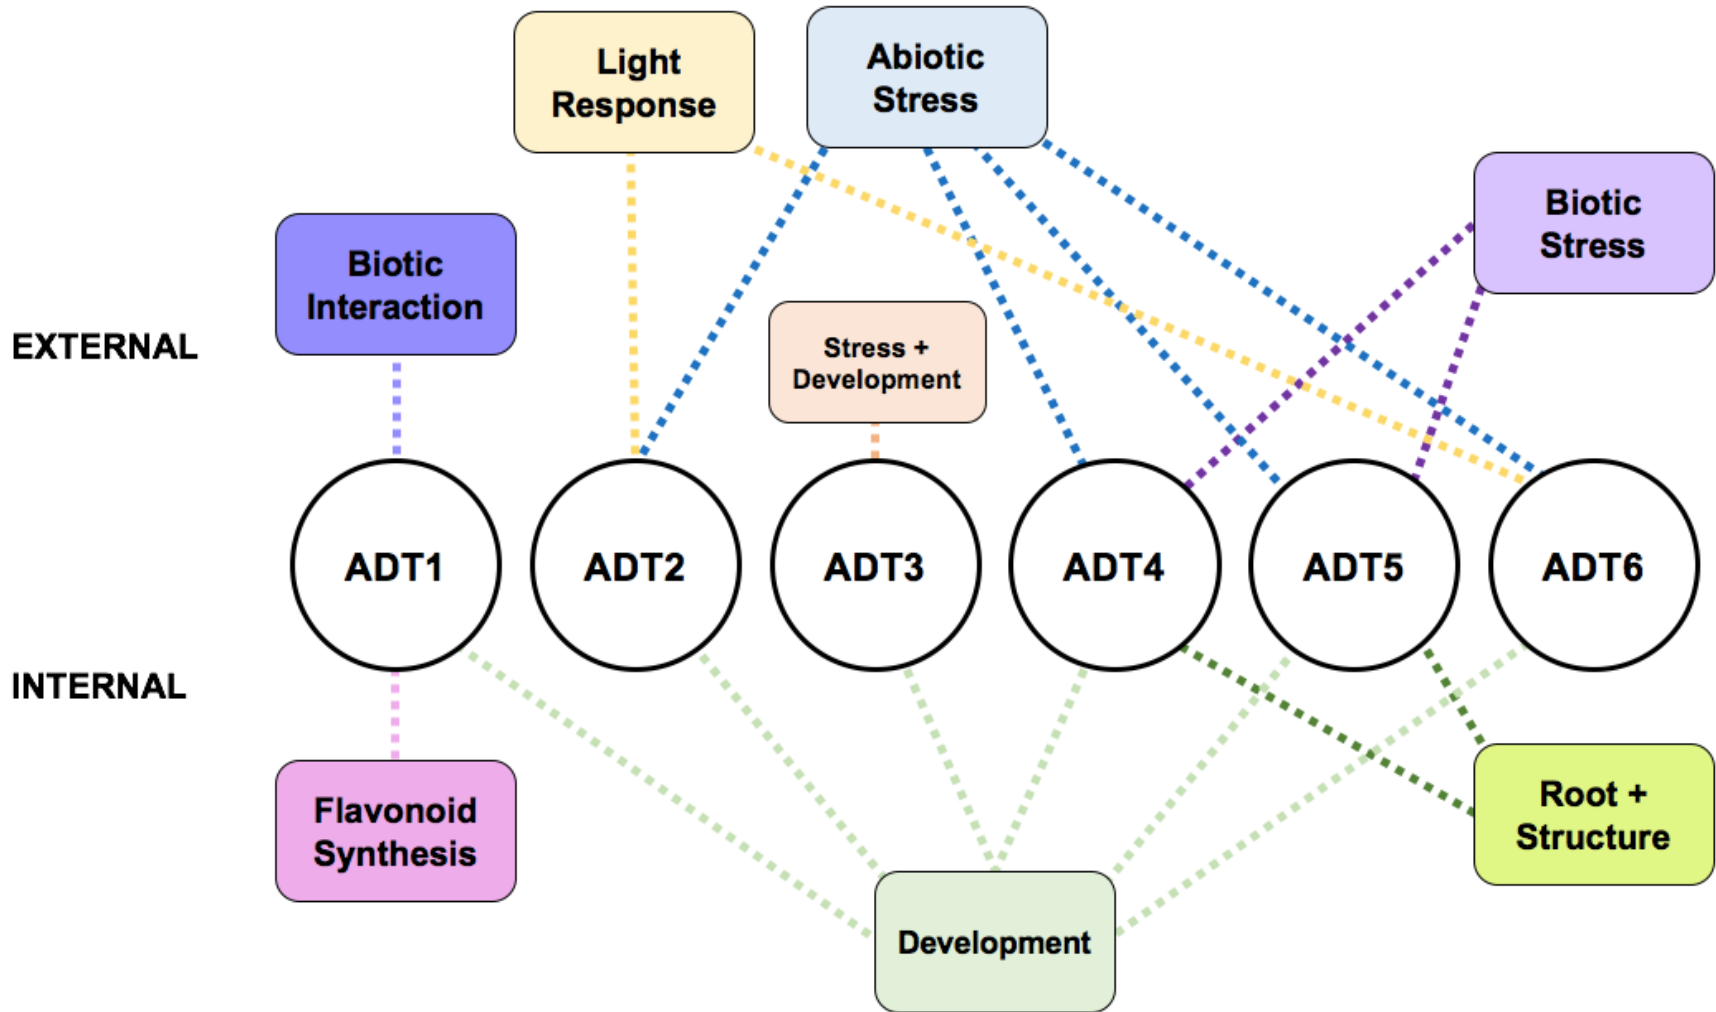 Light
Response
Abiotic
Stress
Biotic
Stress
Biotic
Interaction
EXTERNAL
Stress +
Development
ADT1
ADT2
ADT3
ADT4
ADT5
ADT6
INTERNAL
Flavonoid
Synthesis
Root +
Structure
Development